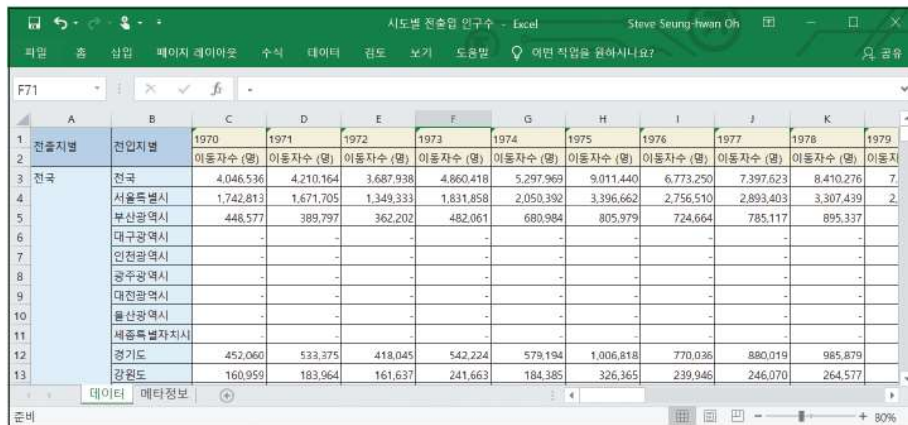 시도별 전출입 인구수 - Excel Steve Seung-hwan Oh
파일 홈 삽입 페이지 레이아웃 수식 데이터 검토 보기 도움말 어떤 작업을 원하시나요? 공유
F71 fx -
A B C D E F G H I J K
1 전출지별 전입지별 1970 1971 1972 1973 1974 1975 1976 1977 1978 1979
2 이동자수 (명) 이동자수 (명) 이동자수 (명) 이동자수 (명) 이동자수 (명) 이동자수 (명) 이동자수 (명) 이동자수 (명) 이동자수 (명) 이동자
3 전국 전국 4,046,536 4,210,164 3,687,938 4,860,418 5,297,969 9,011,440 6,773,250 7,397,623 8,410,276 7,
4 서울특별시 1,742,813 1,671,705 1,349,333 1,831,858 2,050,392 3,396,662 2,756,510 2,893,403 3,307,439 2,
5 부산광역시 448,577 389,797 362,202 482,061 680,984 805,979 724,664 785,117 895,337
6 대구광역시 - - - - - - - - -
7 인천광역시 - - - - - - - - -
8 광주광역시 - - - - - - - - -
9 대전광역시 - - - - - - - - -
10 울산광역시 - - - - - - - - -
11 세종특별자치시 - - - - - - - - -
12 경기도 452,060 533,375 418,045 542,224 579,194 1,006,818 770,036 880,019 985,879
13 강원도 160,959 183,964 161,637 241,663 184,385 326,365 239,946 246,070 264,577
데이터 메타정보
준비 80%